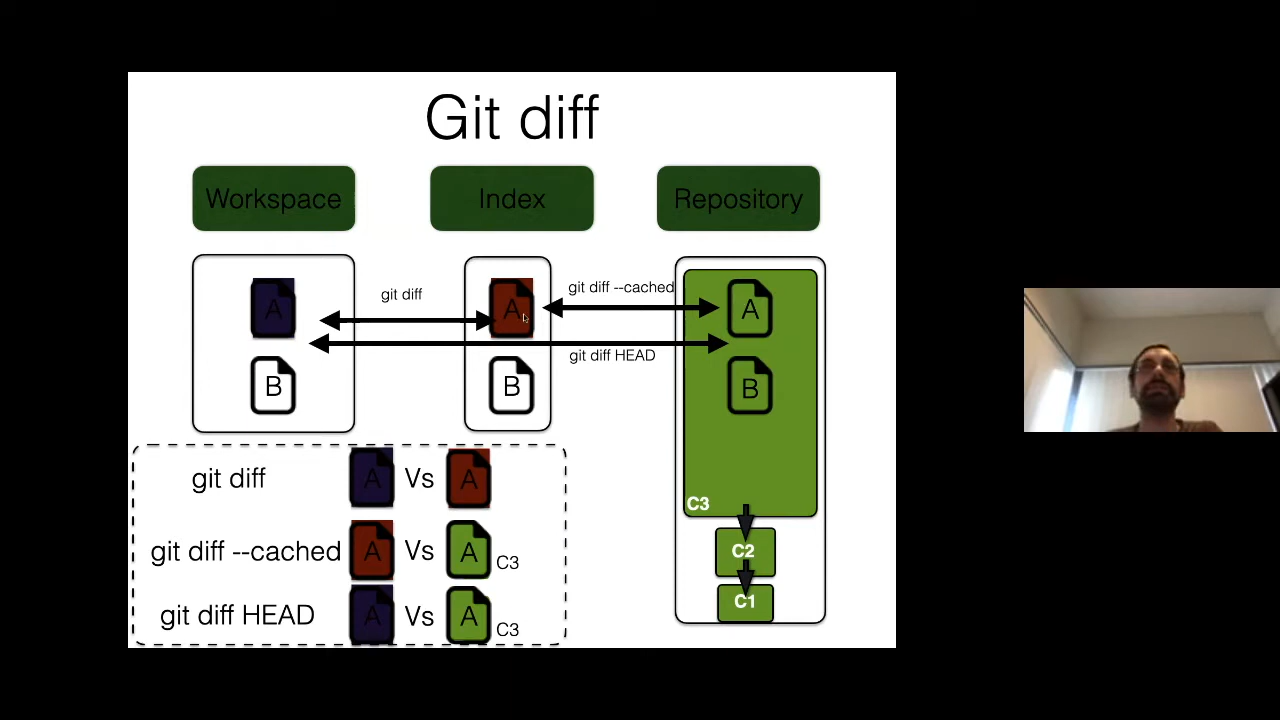 Git diff
Workspace
Index
Repository
A
git diff
A
git diff --cached
A
git diff HEAD
B
B
B
C3
C2
C1
git diff A Vs A
git diff --cached A Vs A C3
git diff HEAD A Vs A C3